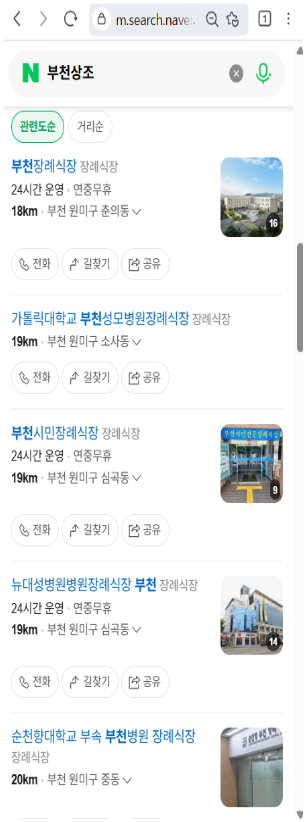 m.search.nave
1
N 부천상조
관련도순 거리순
부천장례식장 장례식장
24시간 운영 · 연중무휴
18km · 부천 원미구 춘의동
16
전화 길찾기 공유
가톨릭대학교 부천성모병원장례식장 장례식장
19km · 부천 원미구 소사동
전화 길찾기 공유
부천시민장례식장 장례식장
24시간 운영 · 연중무휴
19km · 부천 원미구 심곡동
9
전화 길찾기 공유
뉴대성병원병원장례식장 부천 장례식장
24시간 운영 · 연중무휴
19km · 부천 원미구 심곡동
14
전화 길찾기 공유
순천향대학교 부속 부천병원 장례식장
장례식장
20km · 부천 원미구 중동